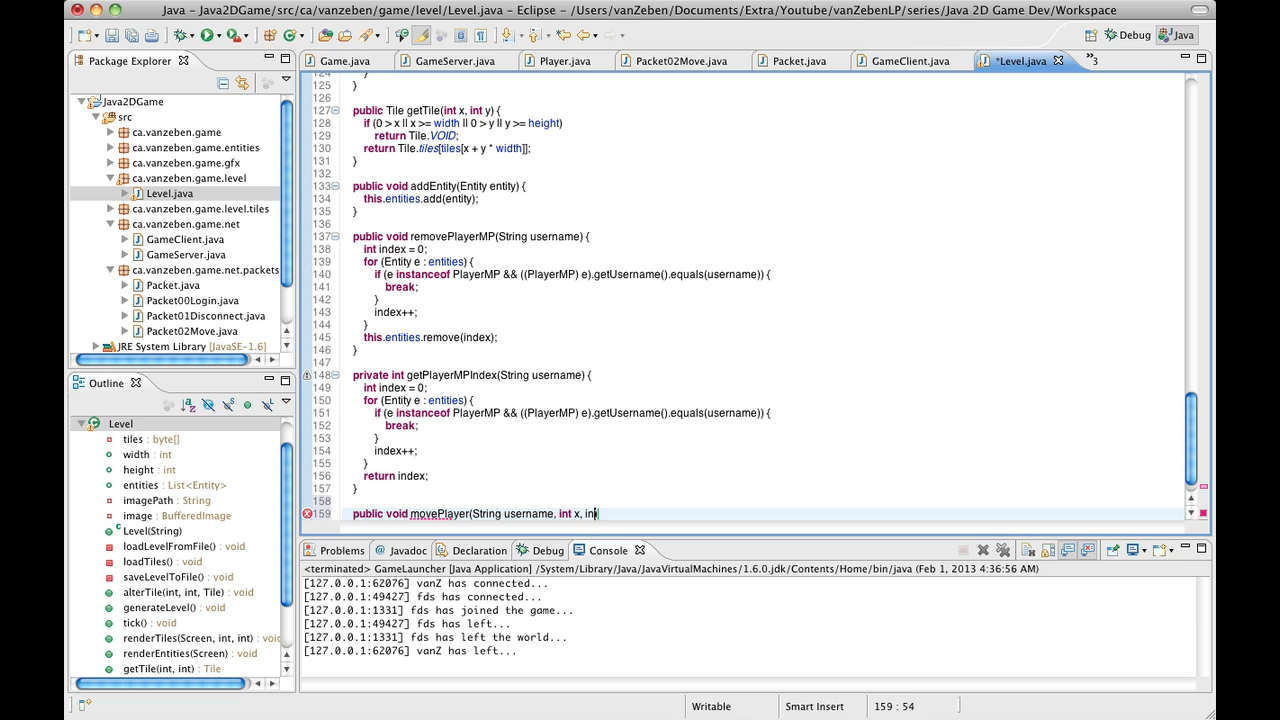 Java - Java2DGame/src/ca/vanzeben/game/level/Level.java - Eclipse - /Users/vanZeben/Documents/Extra/Youtube/vanZebenLP/series/Java 2D Game Dev/Workspace
Debug Java
Package Explorer
Game.java GameServer.java Player.java Packet02Move.java Packet.java GameClient.java *Level.java 3
Java2DGame
src
ca.vanzeben.game
ca.vanzeben.game.entities
ca.vanzeben.game.gfx
ca.vanzeben.game.level
Level.java
ca.vanzeben.game.level.tiles
ca.vanzeben.game.net
GameClient.java
GameServer.java
ca.vanzeben.game.net.packets
Packet.java
Packet00Login.java
Packet01Disconnect.java
Packet02Move.java
JRE System Library [JavaSE-1.6]
124 }
125 }
126
127 public Tile getTile(int x, int y) {
128 if (0 > x || x >= width || 0 > y || y >= height)
129 return Tile.VOID;
130 return Tile.tiles[tiles[x + y * width]];
131 }
132
133 public void addEntity(Entity entity) {
134 this.entities.add(entity);
135 }
136
137 public void removePlayerMP(String username) {
138 int index = 0;
139 for (Entity e : entities) {
140 if (e instanceof PlayerMP && ((PlayerMP) e).getUsername().equals(username)) {
141 break;
142 }
143 index++;
144 }
145 this.entities.remove(index);
146 }
147
148 private int getPlayerMPIndex(String username) {
149 int index = 0;
150 for (Entity e : entities) {
151 if (e instanceof PlayerMP && ((PlayerMP) e).getUsername().equals(username)) {
152 break;
153 }
154 index++;
155 }
156 return index;
157 }
158
159 public void movePlayer(String username, int x, in
Outline
Level
tiles : byte[]
width : int
height : int
entities : List<Entity>
imagePath : String
image : BufferedImage
Level(String)
loadLevelFromFile() : void
loadTiles() : void
saveLevelToFile() : void
alterTile(int, int, Tile) : void
generateLevel() : void
tick() : void
renderTiles(Screen, int, int) : voic
renderEntities(Screen) : void
getTile(int, int) : Tile
Problems Javadoc Declaration Debug Console
<terminated> GameLauncher [Java Application] /System/Library/Java/JavaVirtualMachines/1.6.0.jdk/Contents/Home/bin/java (Feb 1, 2013 4:36:56 AM)
[127.0.0.1:62076] vanZ has connected...
[127.0.0.1:49427] fds has connected...
[127.0.0.1:1331] fds has joined the game...
[127.0.0.1:49427] fds has left...
[127.0.0.1:1331] fds has left the world...
[127.0.0.1:62076] vanZ has left...
Writable Smart Insert 159 : 54